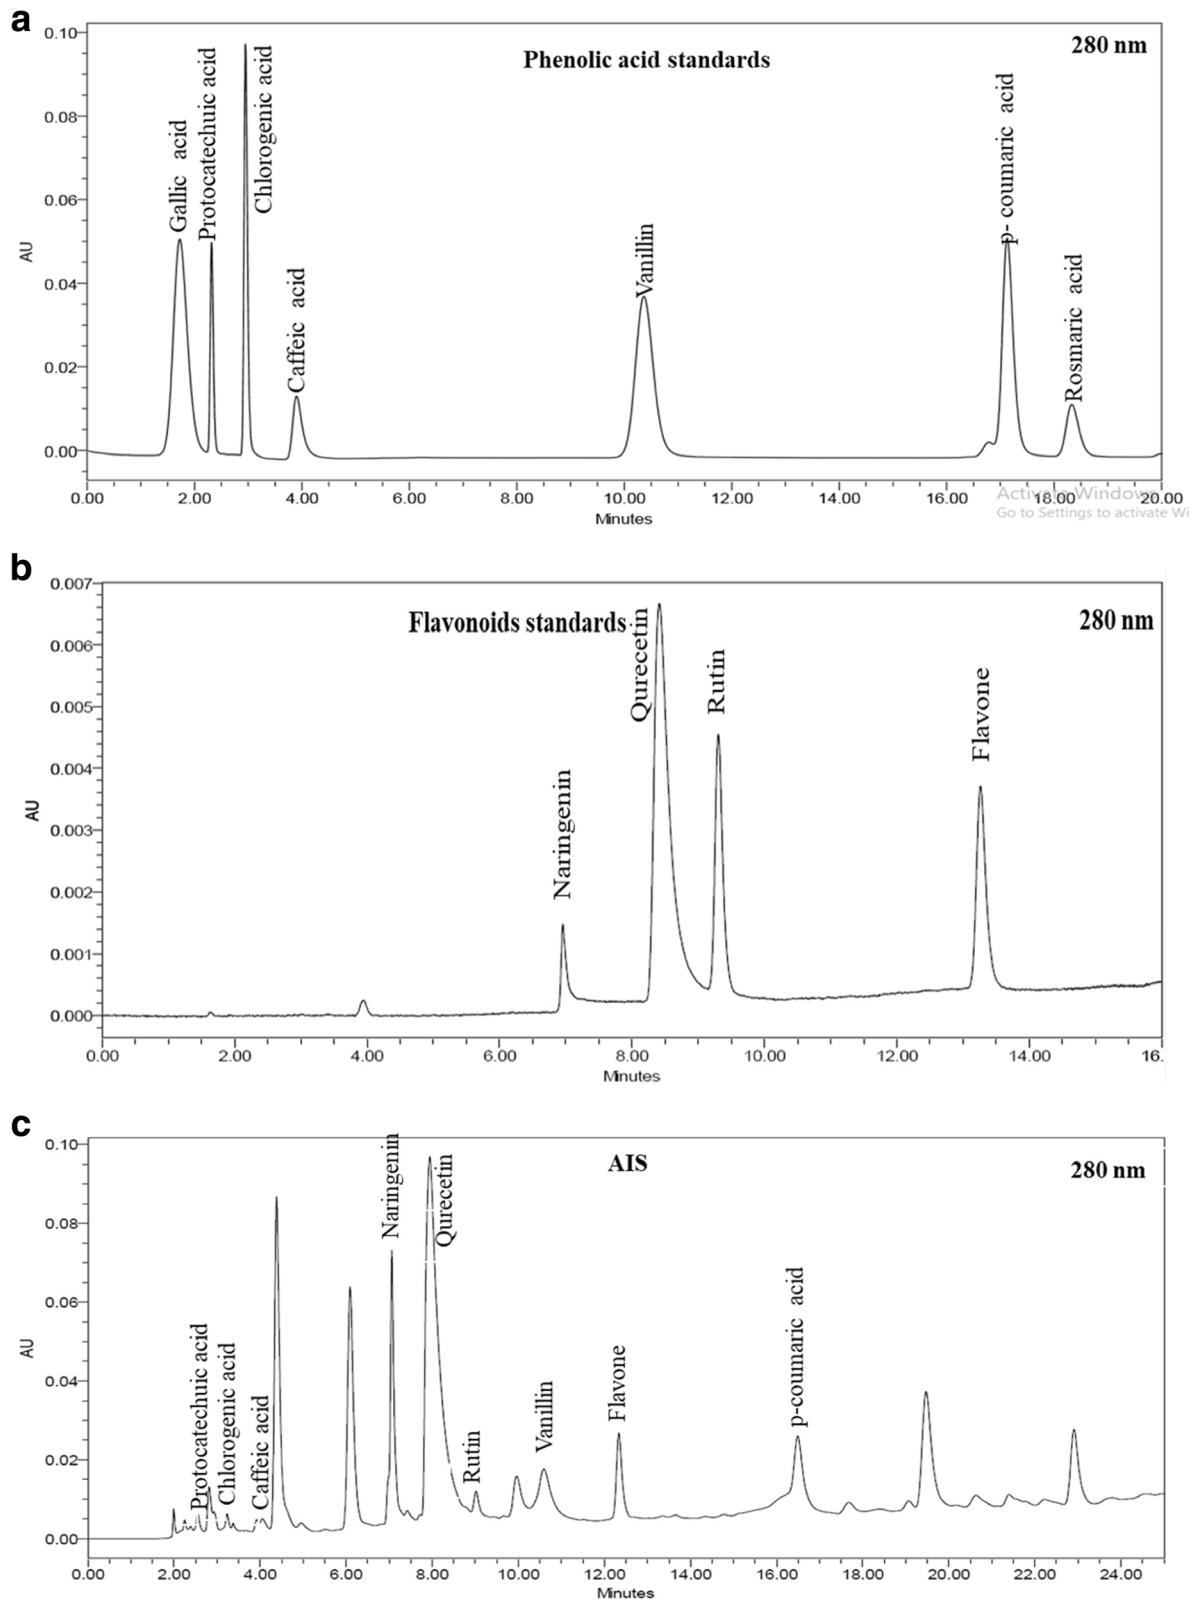 a
Phenolic acid standards
280 nm
Gallic acid
Protocatechuic acid
Chlorogenic acid
Caffeic acid
Vanillin
p- coumaric acid
Rosmaric acid
AU
0.10
0.08
0.06
0.04
0.02
0.00
0.00 2.00 4.00 6.00 8.00 10.00 12.00 14.00 16.00 18.00 20.00
Minutes
Activate Windows
Go to Settings to activate Wi
b
Flavonoids standards
280 nm
Naringenin
Qurecetin
Rutin
Flavone
AU
0.007
0.006
0.005
0.004
0.003
0.002
0.001
0.000
0.00 2.00 4.00 6.00 8.00 10.00 12.00 14.00 16.
Minutes
c
AIS
280 nm
Protocatechuic acid
Chlorogenic acid
Caffeic acid
Naringenin
Qurecetin
Rutin
Vanillin
Flavone
p-coumaric acid
AU
0.10
0.08
0.06
0.04
0.02
0.00
0.00 2.00 4.00 6.00 8.00 10.00 12.00 14.00 16.00 18.00 20.00 22.00 24.00
Minutes